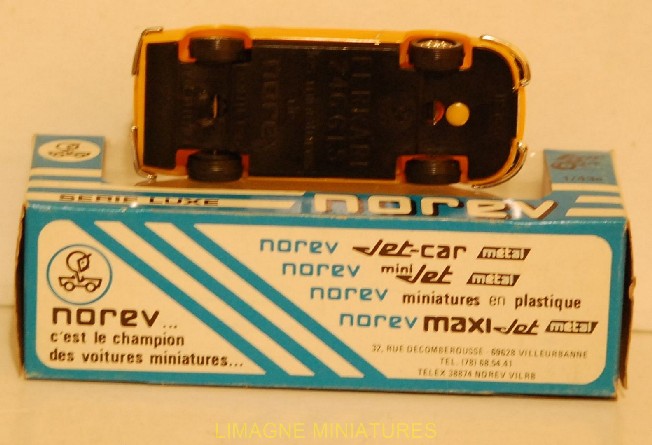 norev
SERIE LUXE
norev
norev Jet-car métal
norev mini Jet métal
norev miniatures en plastique
norev MAXI-Jet métal
norev...
c'est le champion
des voitures miniatures...
32, RUE DECOMBEROUSSE - 69628 VILLEURBANNE
TEL. (78) 68.54.41
TELEX 38874 NOREV VILRB
LIMAGNE MINIATURES